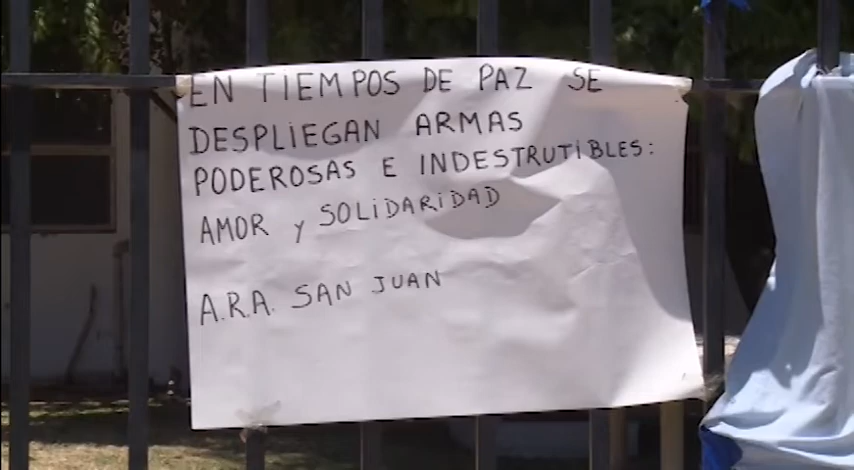 EN TIEMPOS DE PAZ SE
DESPLIEGAN ARMAS
PODEROSAS E INDESTRUTIBLES:
AMOR y SOLIDARIDAD
A.R.A. SAN JUAN